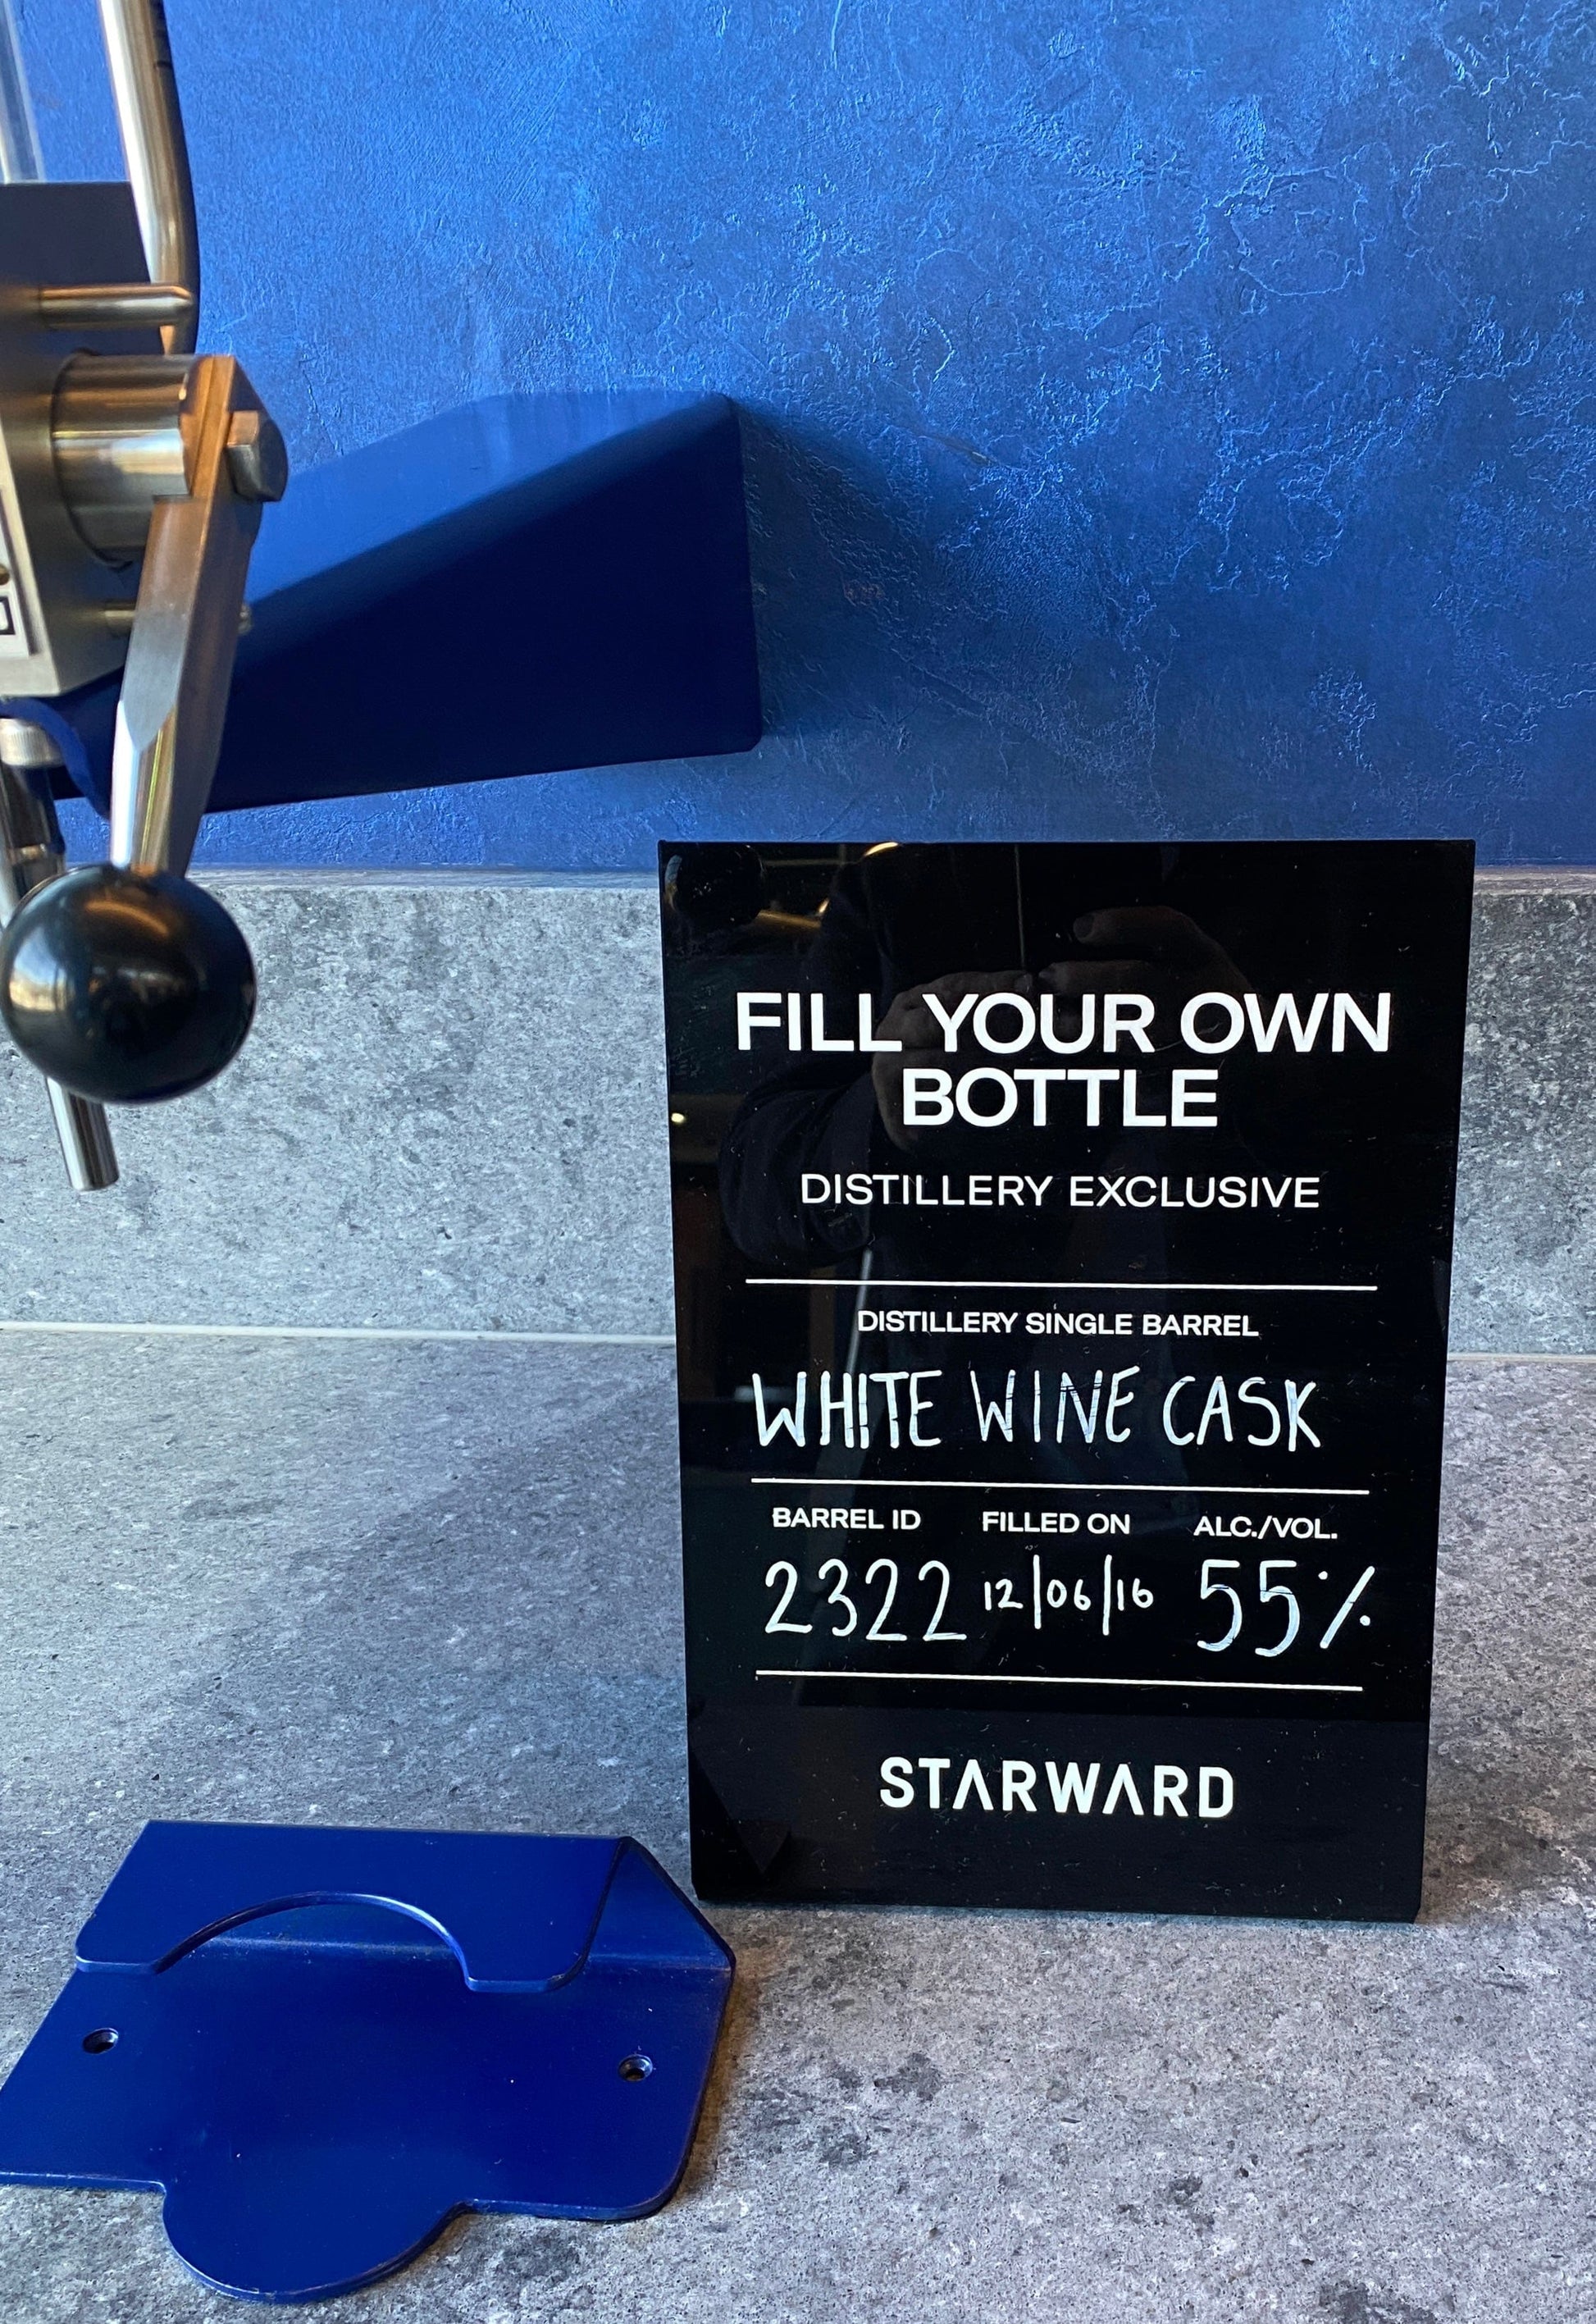 FILL YOUR OWN
BOTTLE
DISTILLERY EXCLUSIVE
DISTILLERY SINGLE BARREL
WHITE WINE CASK
BARREL ID FILLED ON ALC./VOL.
2322 12/06/16 55%
STARWARD